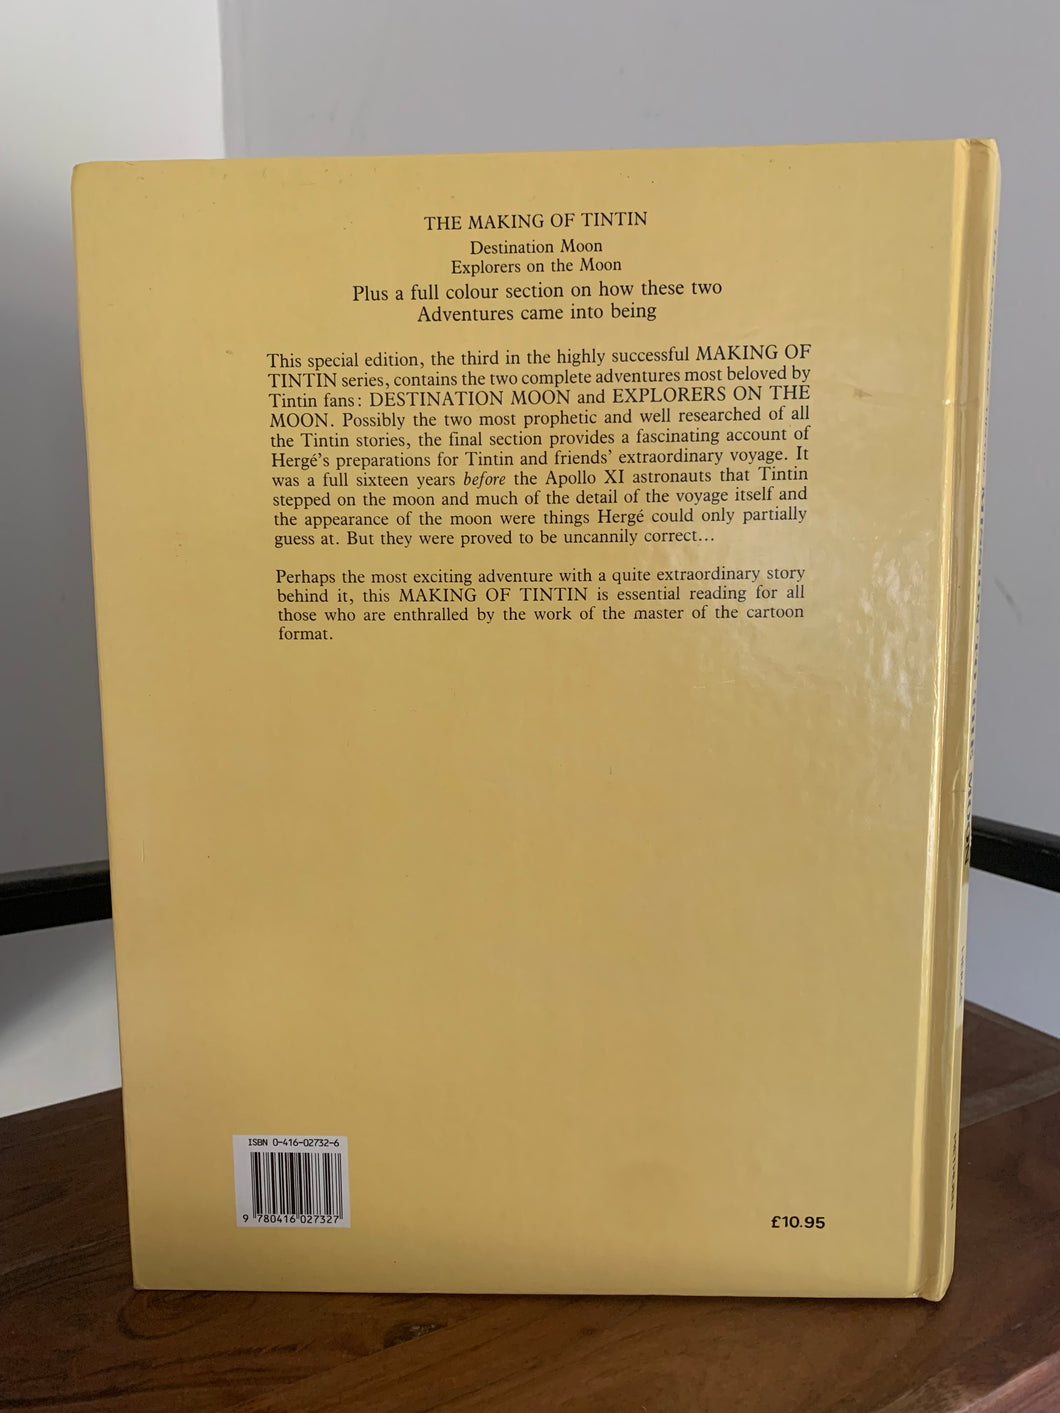 THE MAKING OF TINTIN
Destination Moon
Explorers on the Moon
Plus a full colour section on how these two
Adventures came into being
This special edition, the third in the highly successful MAKING OF
TINTIN series, contains the two complete adventures most beloved by
Tintin fans: DESTINATION MOON and EXPLORERS ON THE
MOON. Possibly the two most prophetic and well researched of all
the Tintin stories, the final section provides a fascinating account of
Hergé's preparations for Tintin and friends' extraordinary voyage. It
was a full sixteen years before the Apollo XI astronauts that Tintin
stepped on the moon and much of the detail of the voyage itself and
the appearance of the moon were things Hergé could only partially
guess at. But they were proved to be uncannily correct...
Perhaps the most exciting adventure with a quite extraordinary story
behind it, this MAKING OF TINTIN is essential reading for all
those who are enthralled by the work of the master of the cartoon
format.
ISBN 0-416-02732-6
9 780416 027327
£10.95